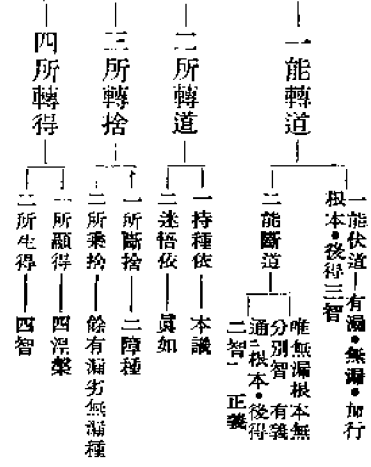 一能轉道
一能伏道—有漏•無漏•加行
根本•後得三智
二能斷道
唯無漏根本無
分別智 有義
通二根本•後得
二智一 正義
二所轉道
一持種依—本識
二迷悟依—眞如
三所轉捨
一所斷捨—二障種
二所棄捨—餘有漏劣無漏種
四所轉得
一所顯得—四涅槃
二所生得—四智